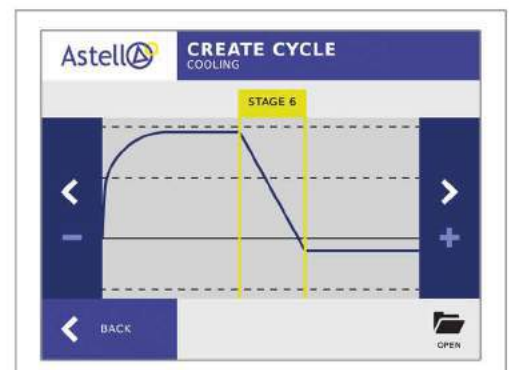 Astell
CREATE CYCLE
COOLING
STAGE 6
BACK
OPEN